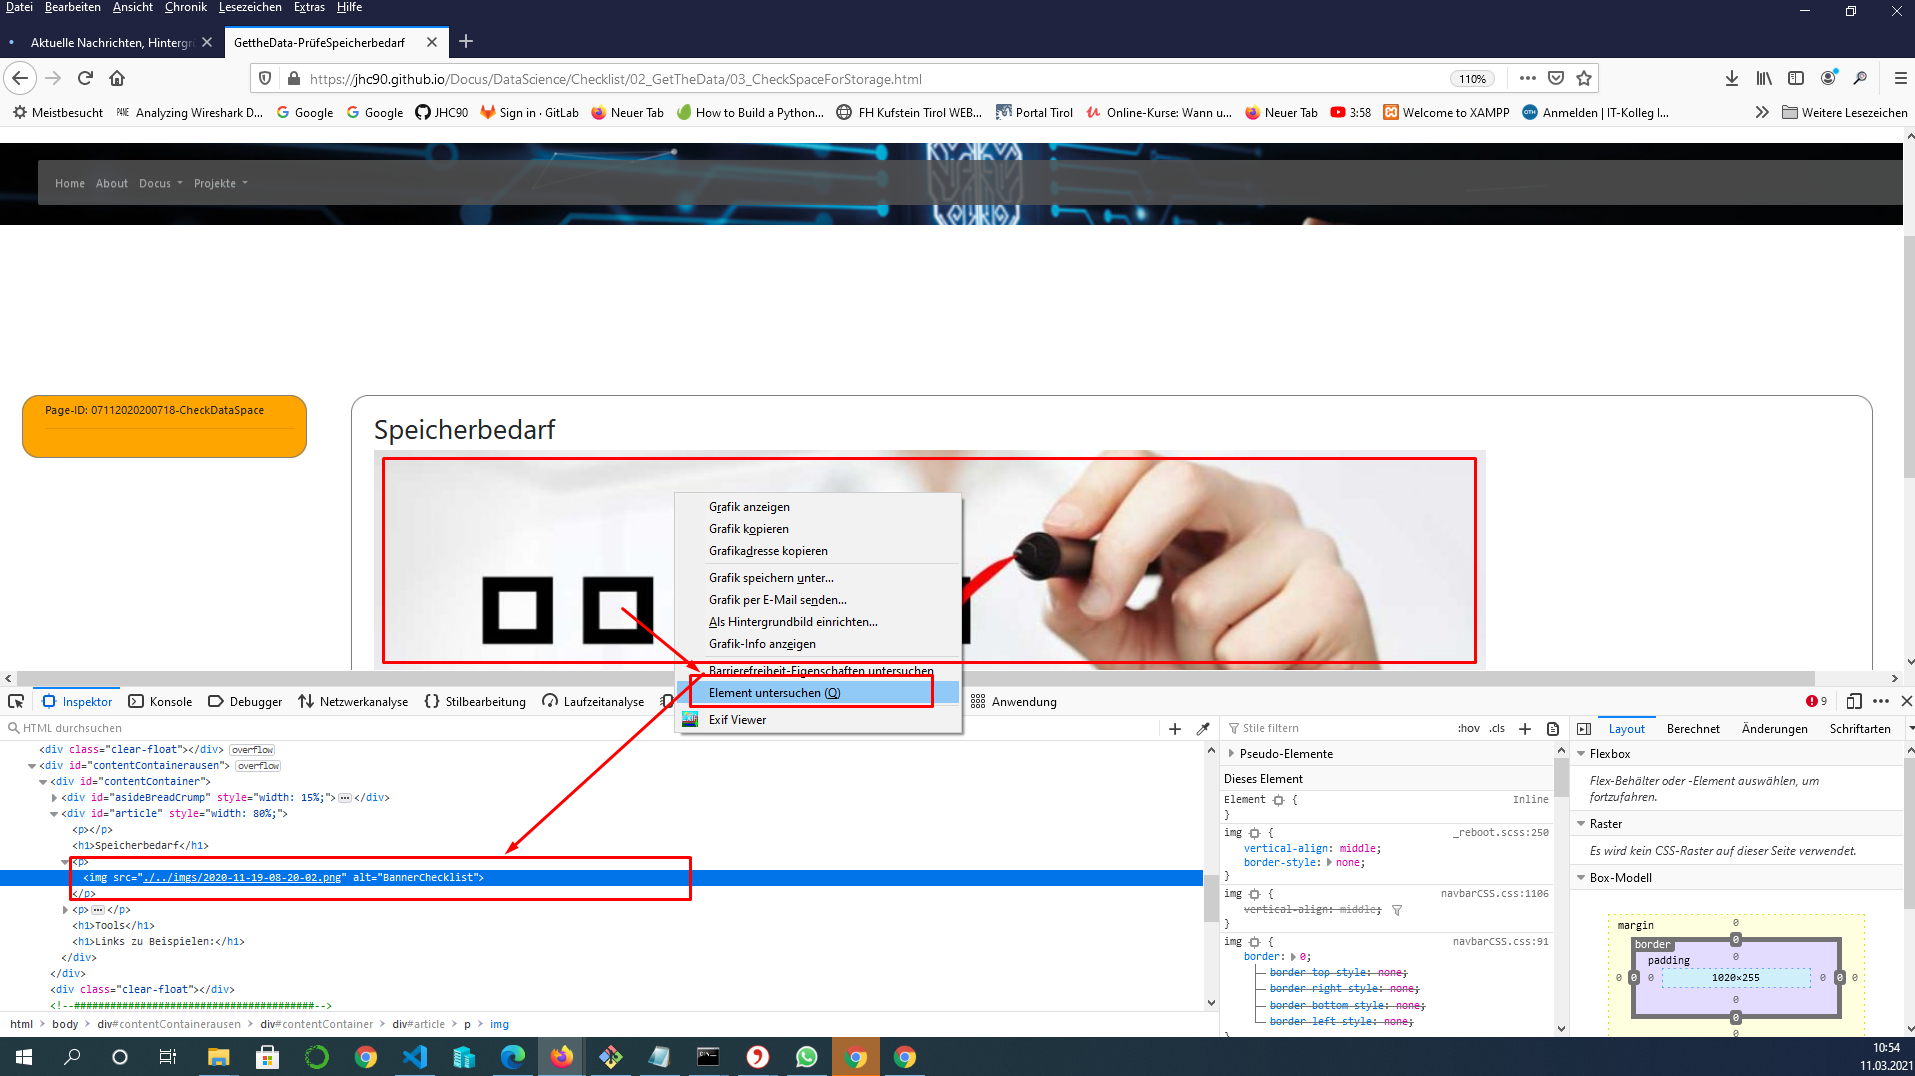 Datei Bearbeiten Ansicht Chronik Lesezeichen Extras Hilfe
Aktuelle Nachrichten, Hintergr
GettheData-PrüfeSpeicherbedarf
https://jhc90.github.io/Docus/DataScience/Checklist/02_GetTheData/03_CheckSpaceForStorage.html 110%
Meistbesucht Analyzing Wireshark D... Google Google JHC90 Sign in · GitLab Neuer Tab How to Build a Python... FH Kufstein Tirol WEB... Portal Tirol Online-Kurse: Wann u... Neuer Tab 3:58 Welcome to XAMPP Anmelden | IT-Kolleg I... Weitere Lesezeichen
Home About Docus Projekte
Page-ID: 07112020200718-CheckDataSpace
Speicherbedarf
Grafik anzeigen
Grafik kopieren
Grafikadresse kopieren
Grafik speichern unter...
Grafik per E-Mail senden...
Als Hintergrundbild einrichten...
Grafik-Info anzeigen
Barrierefreiheit-Eigenschaften untersuchen
Element untersuchen (Q)
Exif Viewer
Inspektor Konsole Debugger Netzwerkanalyse Stilbearbeitung Laufzeitanalyse Anwendung 9
HTML durchsuchen
<div class="clear-float"></div> overflow
<div id="contentContainerausen"> overflow
<div id="contentContainer">
<div id="asideBreadCrump" style="width: 15%;"> ••• </div>
<div id="article" style="width: 80%;">
<p></p>
<h1>Speicherbedarf</h1>
<p>
<img src="./../imgs/2020-11-19-08-20-02.png" alt="BannerChecklist">
</p>
<p> ••• </p>
<h1>Tools</h1>
<h1>Links zu Beispielen:</h1>
</div>
</div>
<div class="clear-float"></div>
<!--########################################-->
html body div#contentContainerausen div#contentContainer div#article p img
Stile filtern :hov .cls
Pseudo-Elemente
Dieses Element
Element { Inline
}
img { _reboot.scss:250
vertical-align: middle;
border-style: none;
}
img { navbarCSS.css:1106
vertical-align: middle;
}
img { navbarCSS.css:91
border: 0;
border-top-style: none;
border-right-style: none;
border-bottom-style: none;
border-left-style: none;
}
Layout Berechnet Änderungen Schriftarten
Flexbox
Flex-Behälter oder -Element auswählen, um
fortzufahren.
Raster
Es wird kein CSS-Raster auf dieser Seite verwendet.
Box-Modell
margin 0
border 0
padding 0
0 0 0 1020×255 0 0 0
0
0
0
10:54
11.03.2021